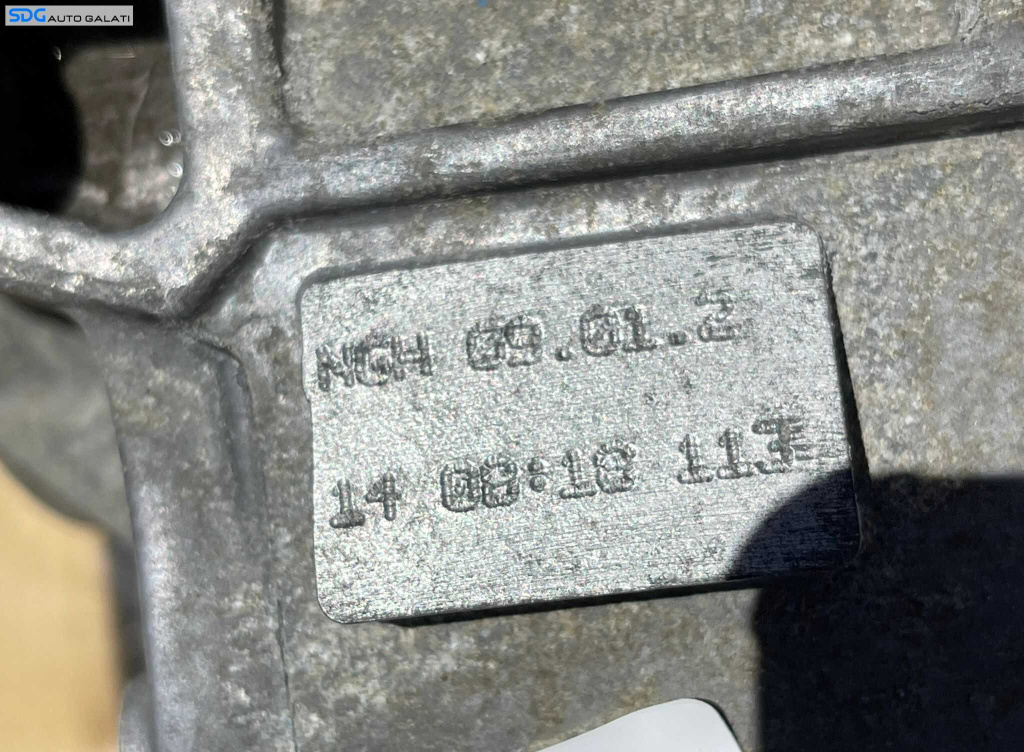 SDG AUTO GALATI
NGH 09.01.2
14 08:18 113